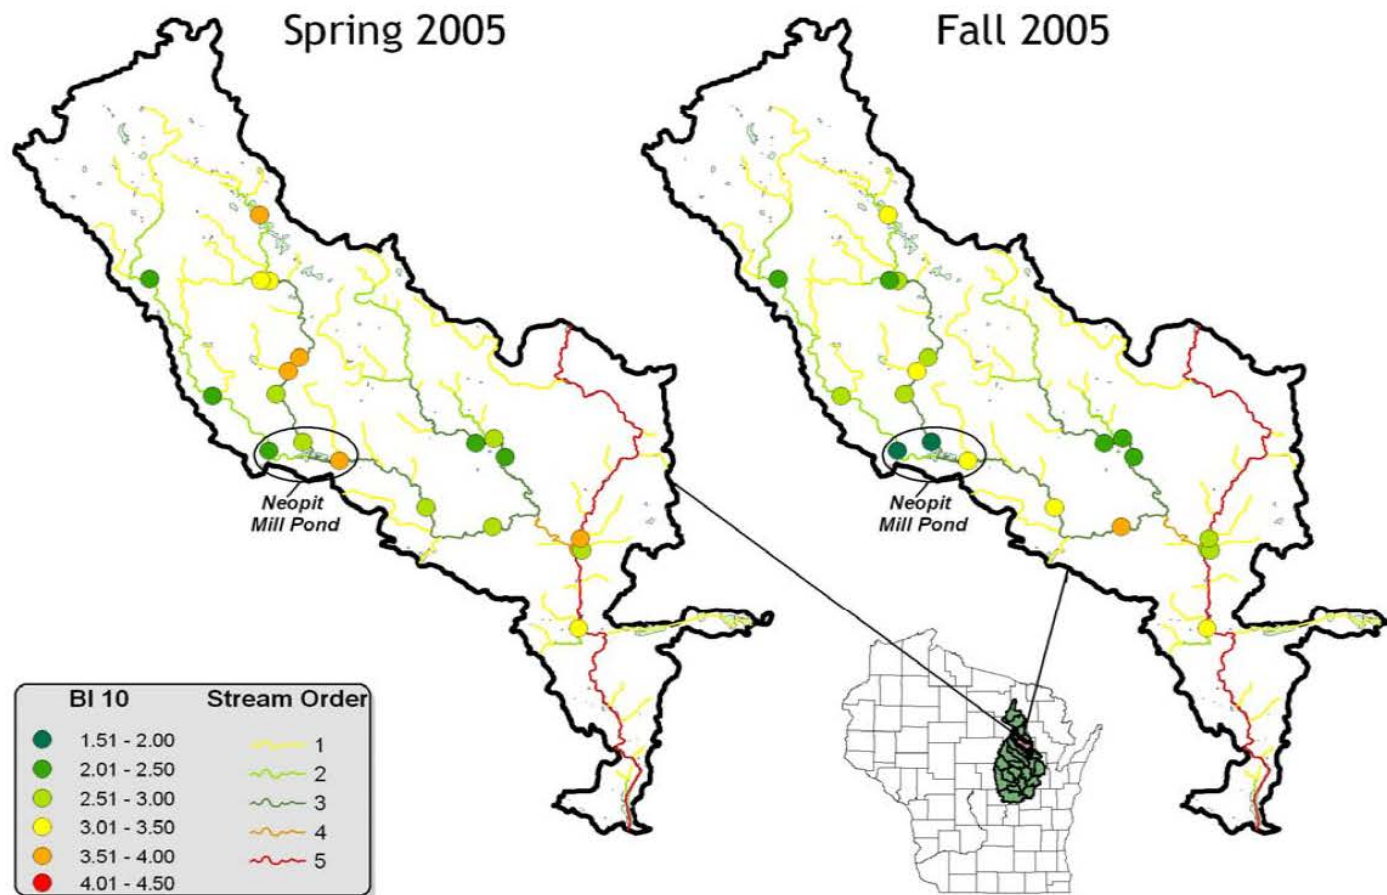 Spring 2005
Fall 2005
Neopit
Mill Pond
Neopit
Mill Pond
BI 10 Stream Order
1.51 - 2.00 1
2.01 - 2.50 2
2.51 - 3.00 3
3.01 - 3.50 4
3.51 - 4.00 5
4.01 - 4.50